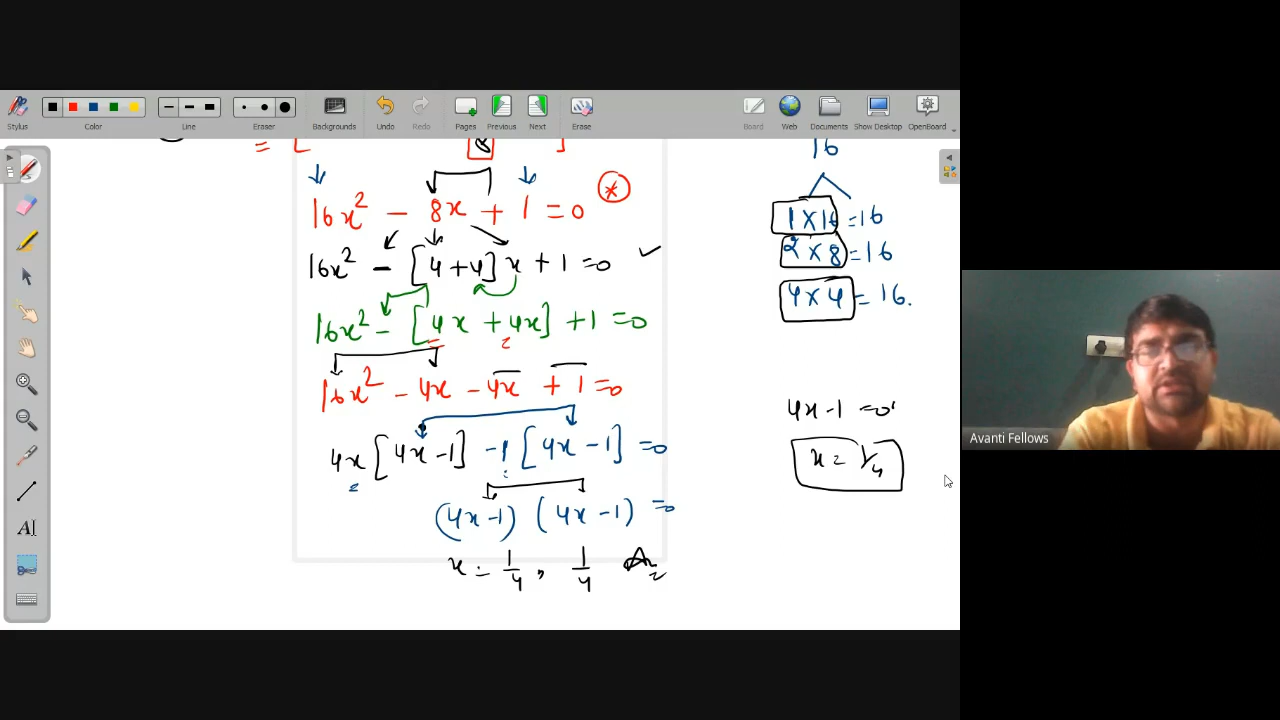 Stylus Color Line Eraser Backgrounds Undo Redo Pages Previous Next Erase Board Web Documents Show Desktop OpenBoard
= [ 8 ]
16x² - 8x + 1 = 0 *
16x² - [4+4]x + 1 = 0 ✓
16x² - [4x + 4x] + 1 = 0
16x² - 4x - 4x + 1 = 0
4x[4x-1] -1[4x-1] = 0
(4x-1) (4x-1) = 0
x = 1/4, 1/4 A
16
1 X 16 = 16
2 x 8 = 16
4 x 4 = 16.
4x-1 = 0
x = 1/4
Avanti Fellows